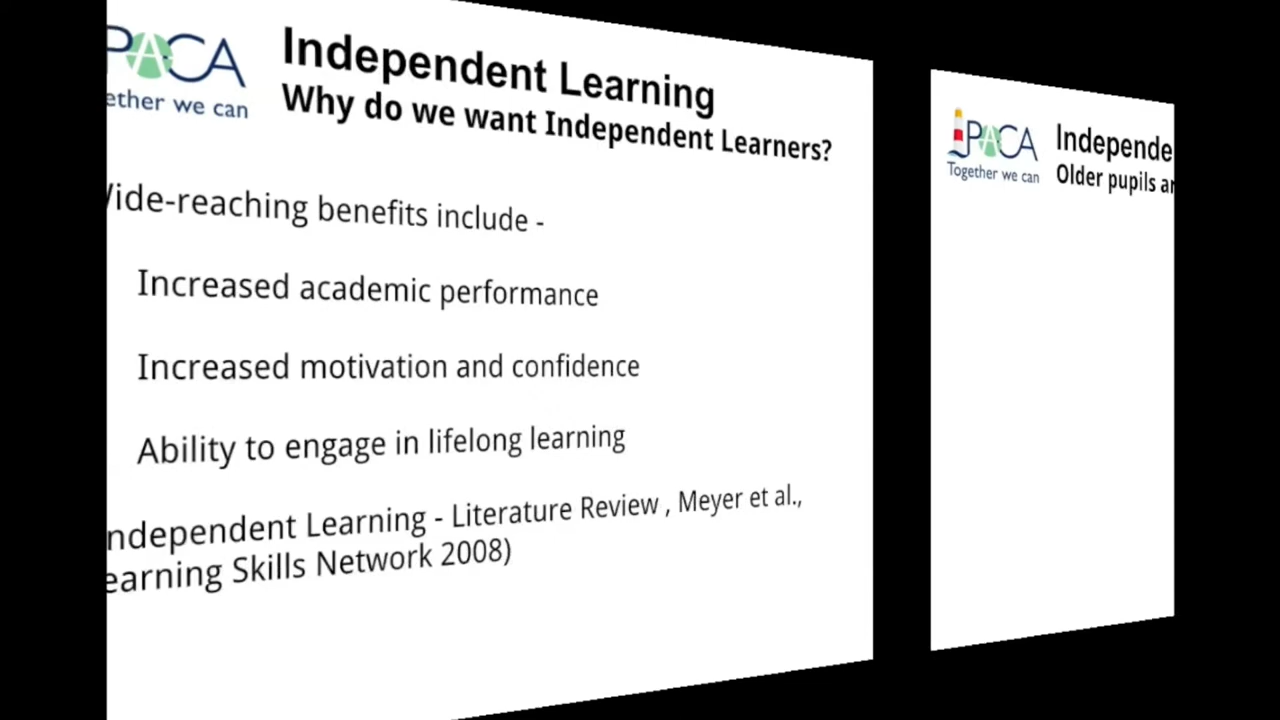 PACA
ether we can
Independent Learning
Why do we want Independent Learners?
ide-reaching benefits include -
Increased academic performance
Increased motivation and confidence
Ability to engage in lifelong learning
ndependent Learning - Literature Review , Meyer et al.,
earning Skills Network 2008)
PACA
Together we can
Independe
Older pupils a